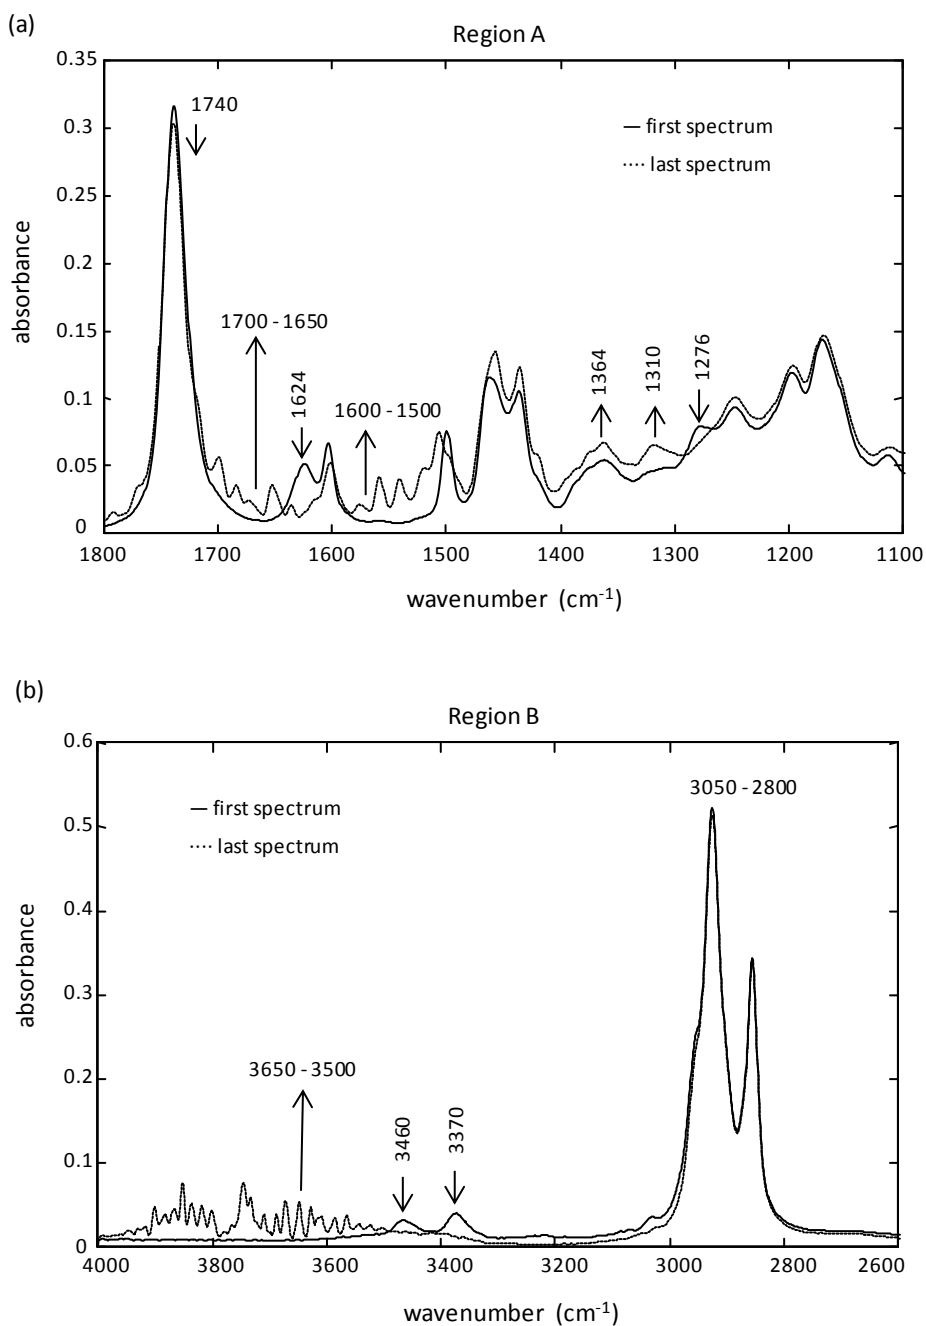 (a)
Region A
0.35
0.3
0.25
0.2
0.15
0.1
0.05
0
absorbance
1740
— first spectrum
···· last spectrum
1700 - 1650
1624
1600 - 1500
1364
1310
1276
1800 1700 1600 1500 1400 1300 1200 1100
wavenumber (cm⁻¹)
(b)
Region B
0.6
0.5
0.4
0.3
0.2
0.1
0
absorbance
3050 - 2800
— first spectrum
···· last spectrum
3650 - 3500
3460
3370
4000 3800 3600 3400 3200 3000 2800 2600
wavenumber (cm⁻¹)